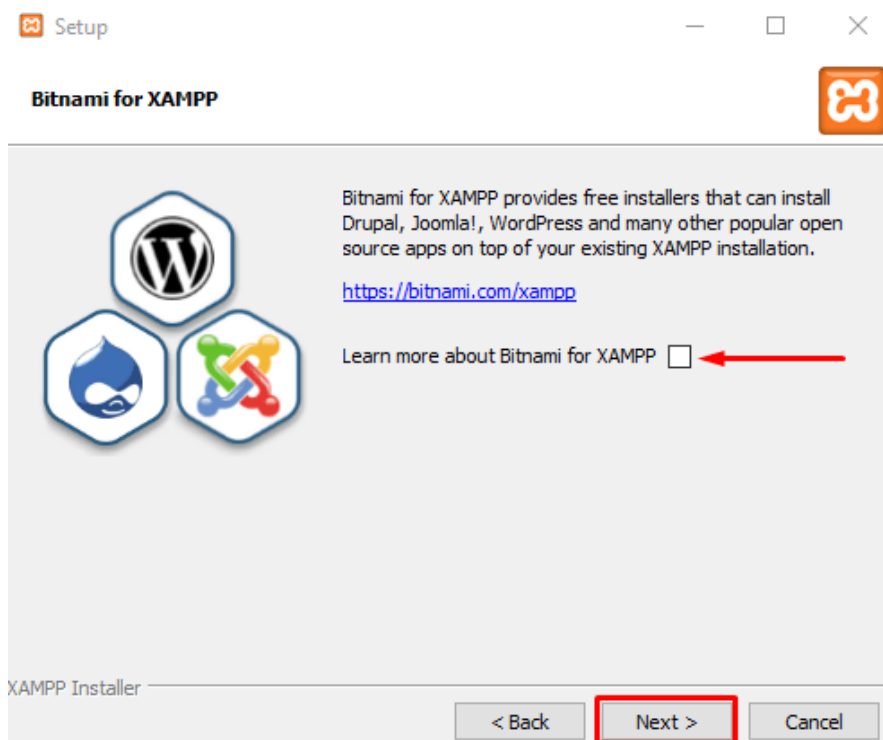 Setup
Bitnami for XAMPP
Bitnami for XAMPP provides free installers that can install
Drupal, Joomla!, WordPress and many other popular open
source apps on top of your existing XAMPP installation.
https://bitnami.com/xampp
Learn more about Bitnami for XAMPP
XAMPP Installer
< Back Next > Cancel